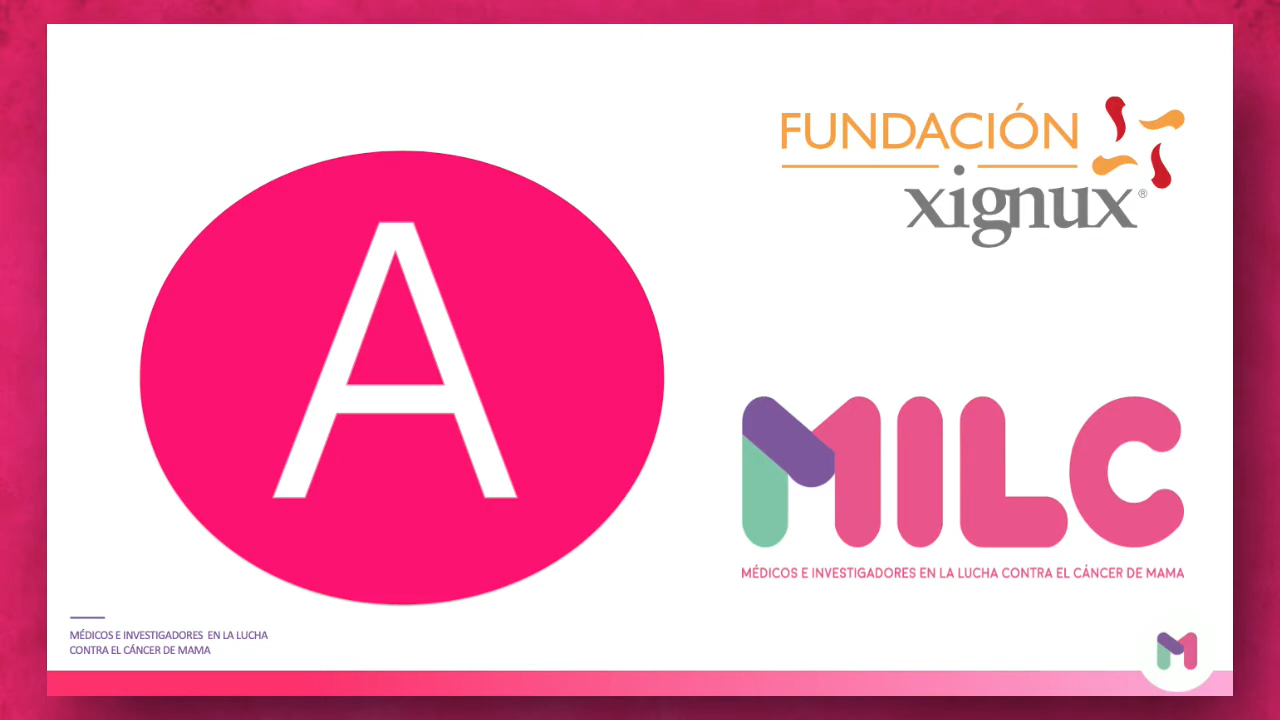 A
FUNDACIÓN
xignux®
MILC
MÉDICOS E INVESTIGADORES EN LA LUCHA CONTRA EL CÁNCER DE MAMA
MÉDICOS E INVESTIGADORES EN LA LUCHA
CONTRA EL CÁNCER DE MAMA
M